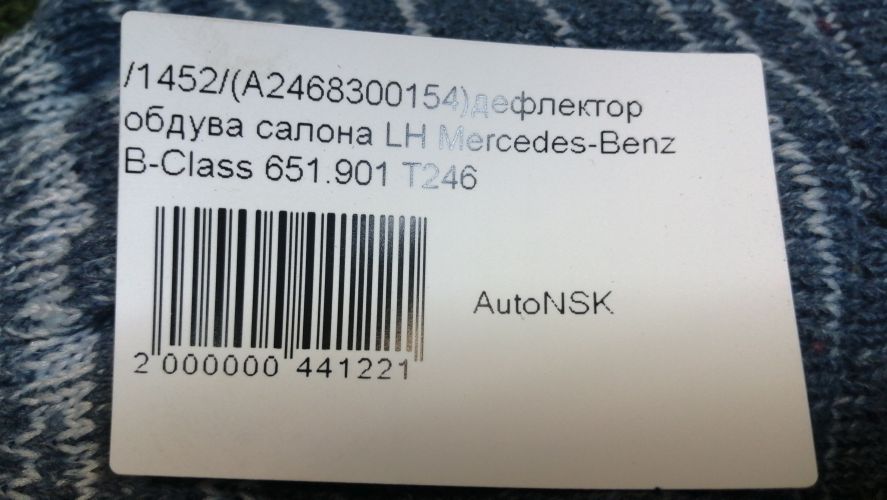 /1452/(A2468300154)дефлектор
обдува салона LH Mercedes-Benz
B-Class 651.901 T246
AutoNSK
2 000000 441221